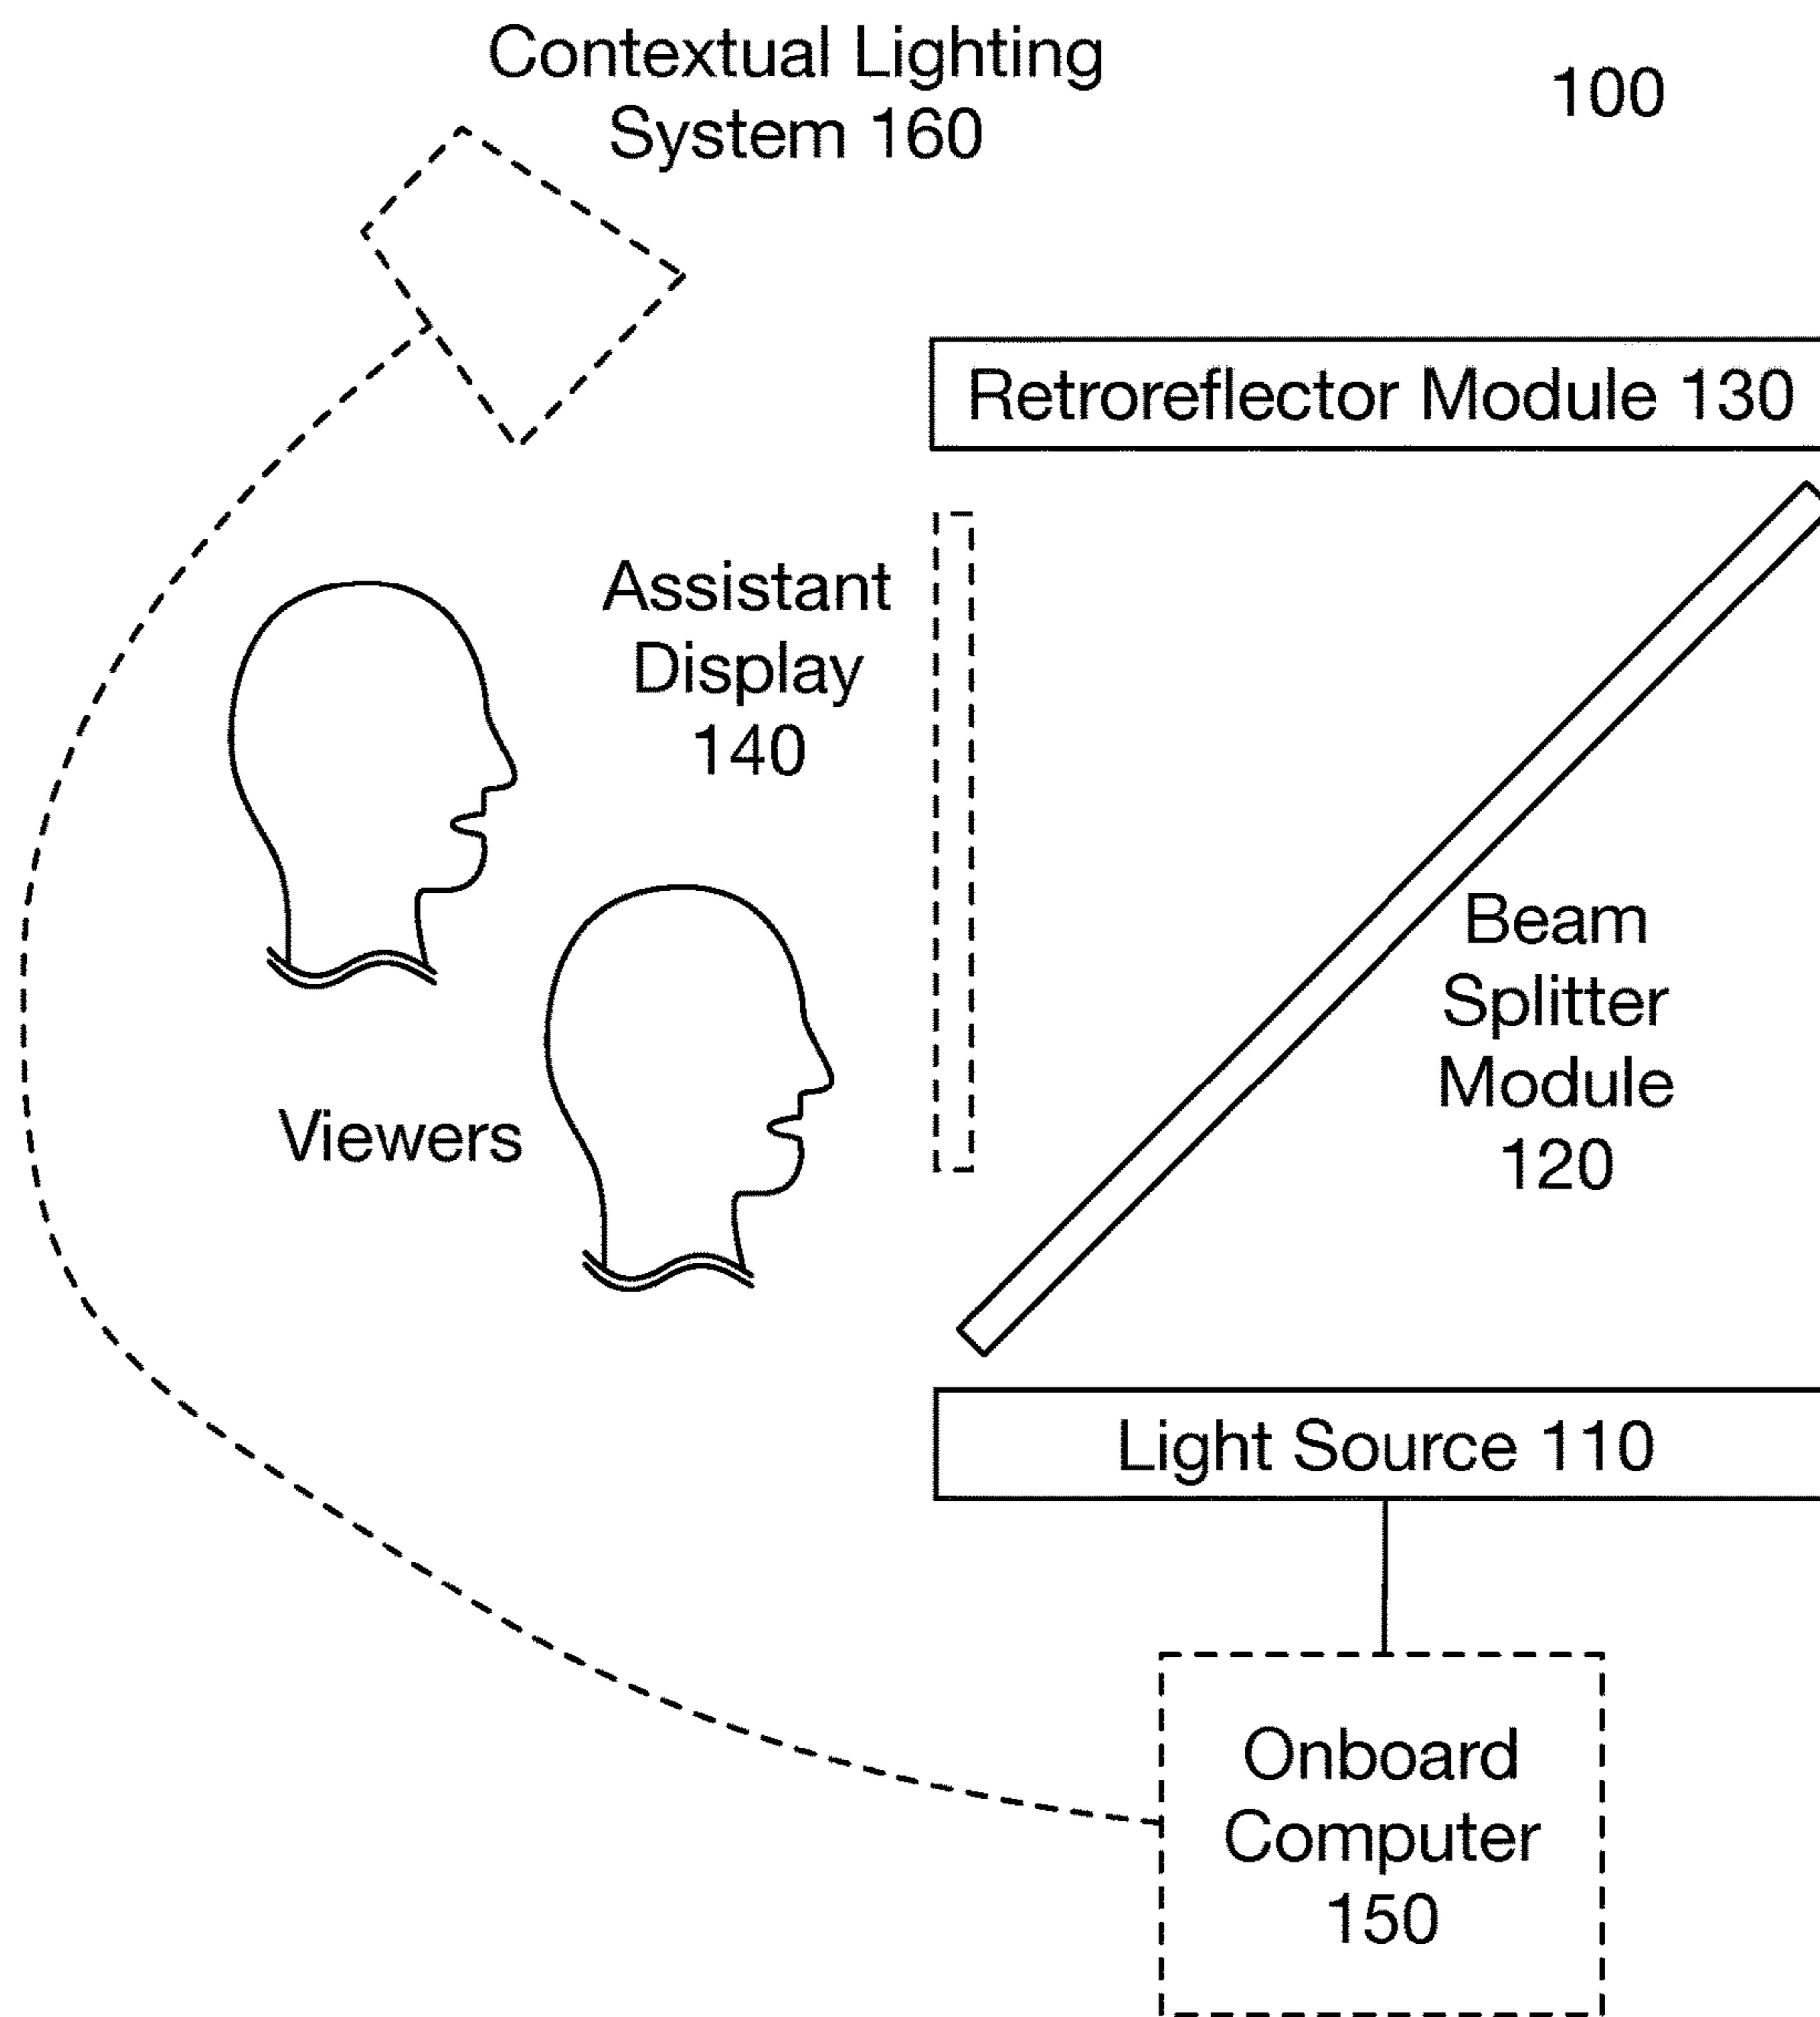 Contextual Lighting
System 160
100
Retroreflector Module 130
Assistant
Display
140
Beam
Splitter
Module
120
Viewers
Light Source 110
Onboard
Computer
150